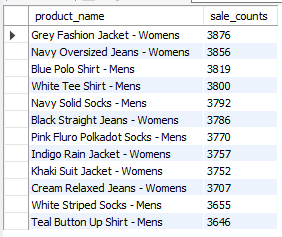 product_name sale_counts
Grey Fashion Jacket - Womens 3876
Navy Oversized Jeans - Womens 3856
Blue Polo Shirt - Mens 3819
White Tee Shirt - Mens 3800
Navy Solid Socks - Mens 3792
Black Straight Jeans - Womens 3786
Pink Fluro Polkadot Socks - Mens 3770
Indigo Rain Jacket - Womens 3757
Khaki Suit Jacket - Womens 3752
Cream Relaxed Jeans - Womens 3707
White Striped Socks - Mens 3655
Teal Button Up Shirt - Mens 3646